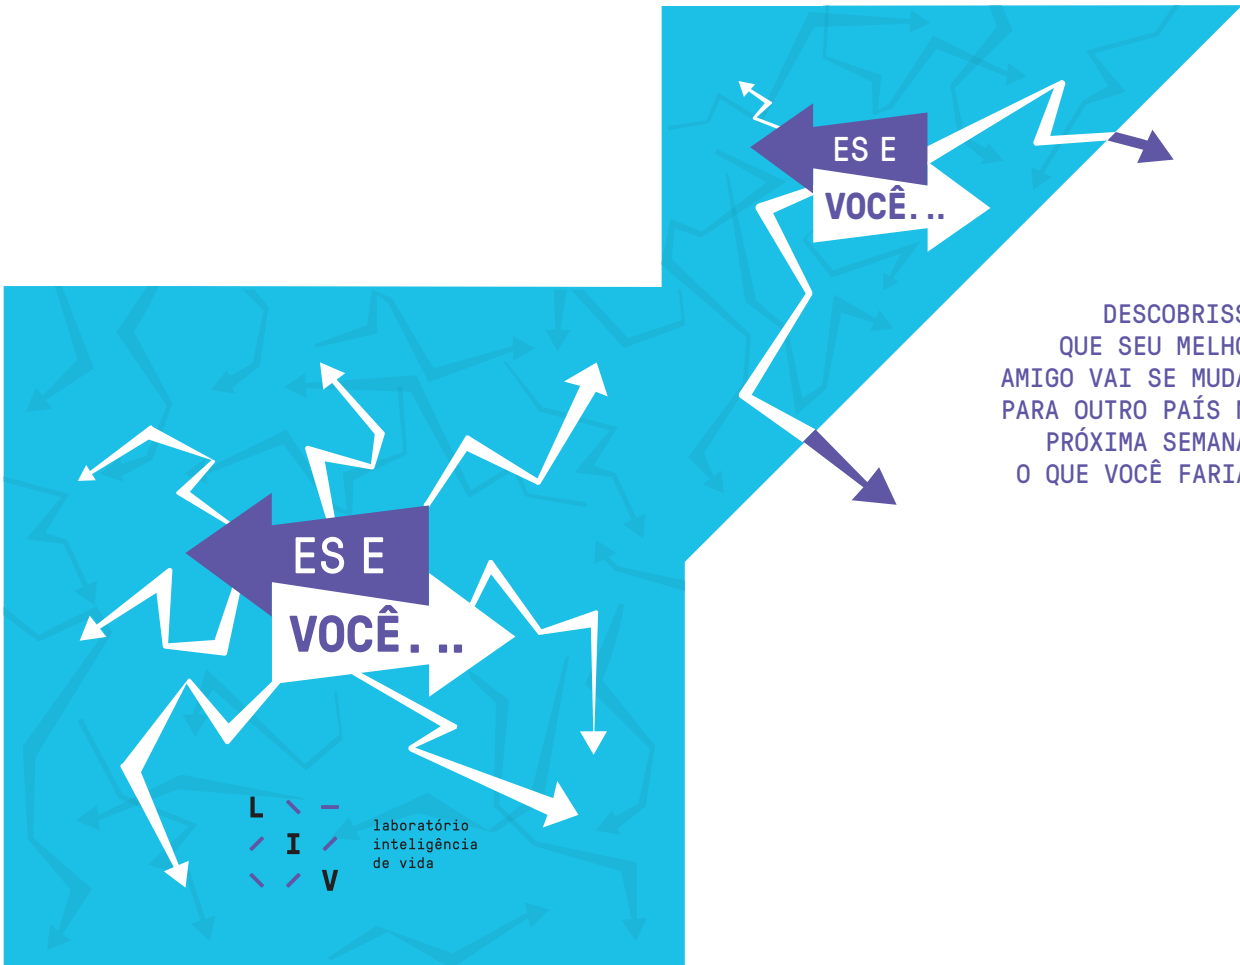 ES E
VOCÊ...
DESCOBRISS
QUE SEU MELHO
AMIGO VAI SE MUDA
PARA OUTRO PAÍS
PRÓXIMA SEMANA
O QUE VOCÊ FARIA
ES E
VOCÊ...
L
I
V
laboratório
inteligência
de vida